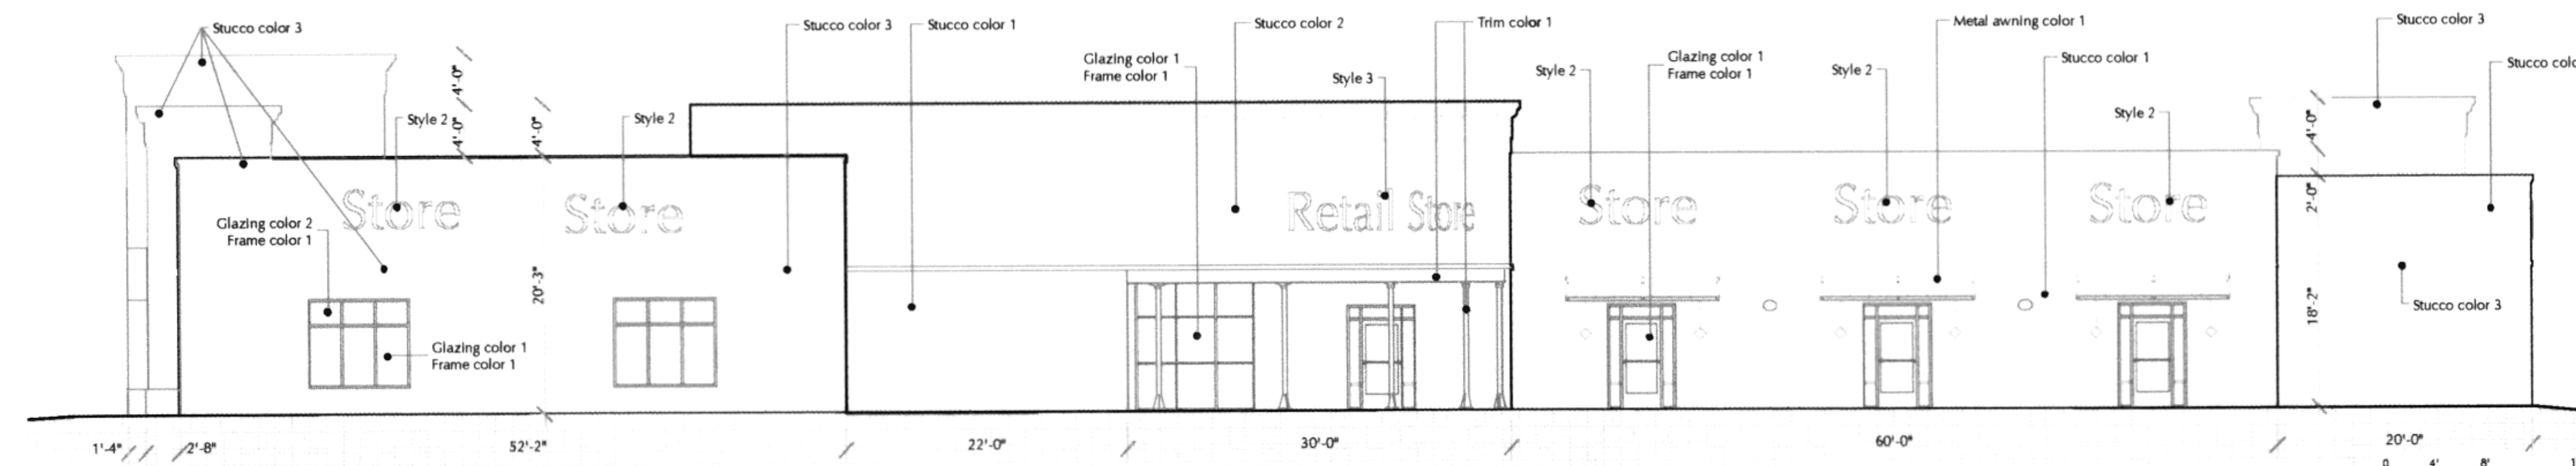 Stucco color 3
Stucco color 3
Stucco color 1
Stucco color 2
Trim color 1
Metal awning color 1
Stucco color 3
Glazing color 1
Frame color 1
Style 3
Style 2
Glazing color 1
Frame color 1
Style 2
Stucco color 1
Style 2
4'-0"
4'-0"
4'-0"
Style 2
Style 2
4'-0"
2'-0"
Store
Store
Retail Store
Store
Store
Store
Glazing color 2
Frame color 1
20'-3"
18'-2"
Stucco color 3
Glazing color 1
Frame color 1
1'-4"
2'-8"
52'-2"
22'-0"
30'-0"
60'-0"
20'-0"
0 4' 8'